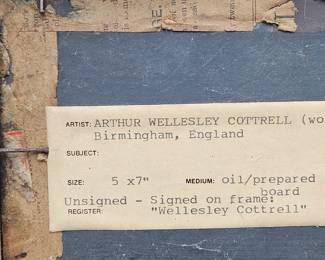 ARTIST: ARTHUR WELLESLEY COTTRELL (wo
Birmingham, England
SUBJECT:
SIZE: 5 x7" MEDIUM: oil/prepared
board
Unsigned - Signed on frame:
REGISTER: "Wellesley Cottrell"